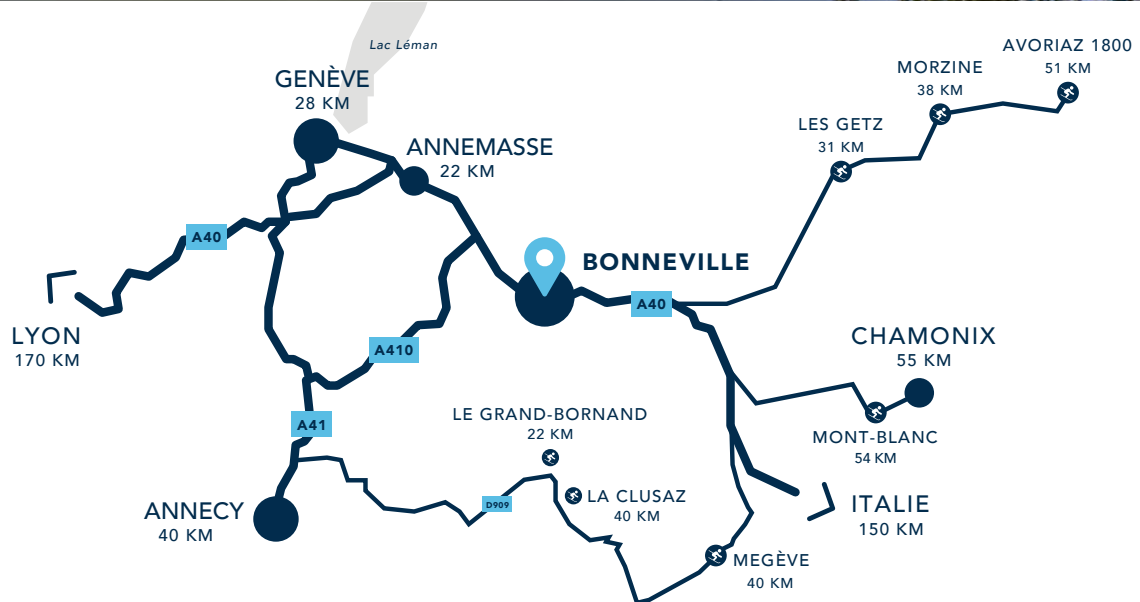 Lac Léman
AVORIAZ 1800
51 KM
MORZINE
38 KM
GENÈVE
28 KM
LES GETZ
31 KM
ANNEMASSE
22 KM
A40
BONNEVILLE
A40
LYON
170 KM
A410
CHAMONIX
55 KM
LE GRAND-BORNAND
22 KM
A41
MONT-BLANC
54 KM
D909
LA CLUSAZ
40 KM
ANNECY
40 KM
ITALIE
150 KM
MEGÈVE
40 KM